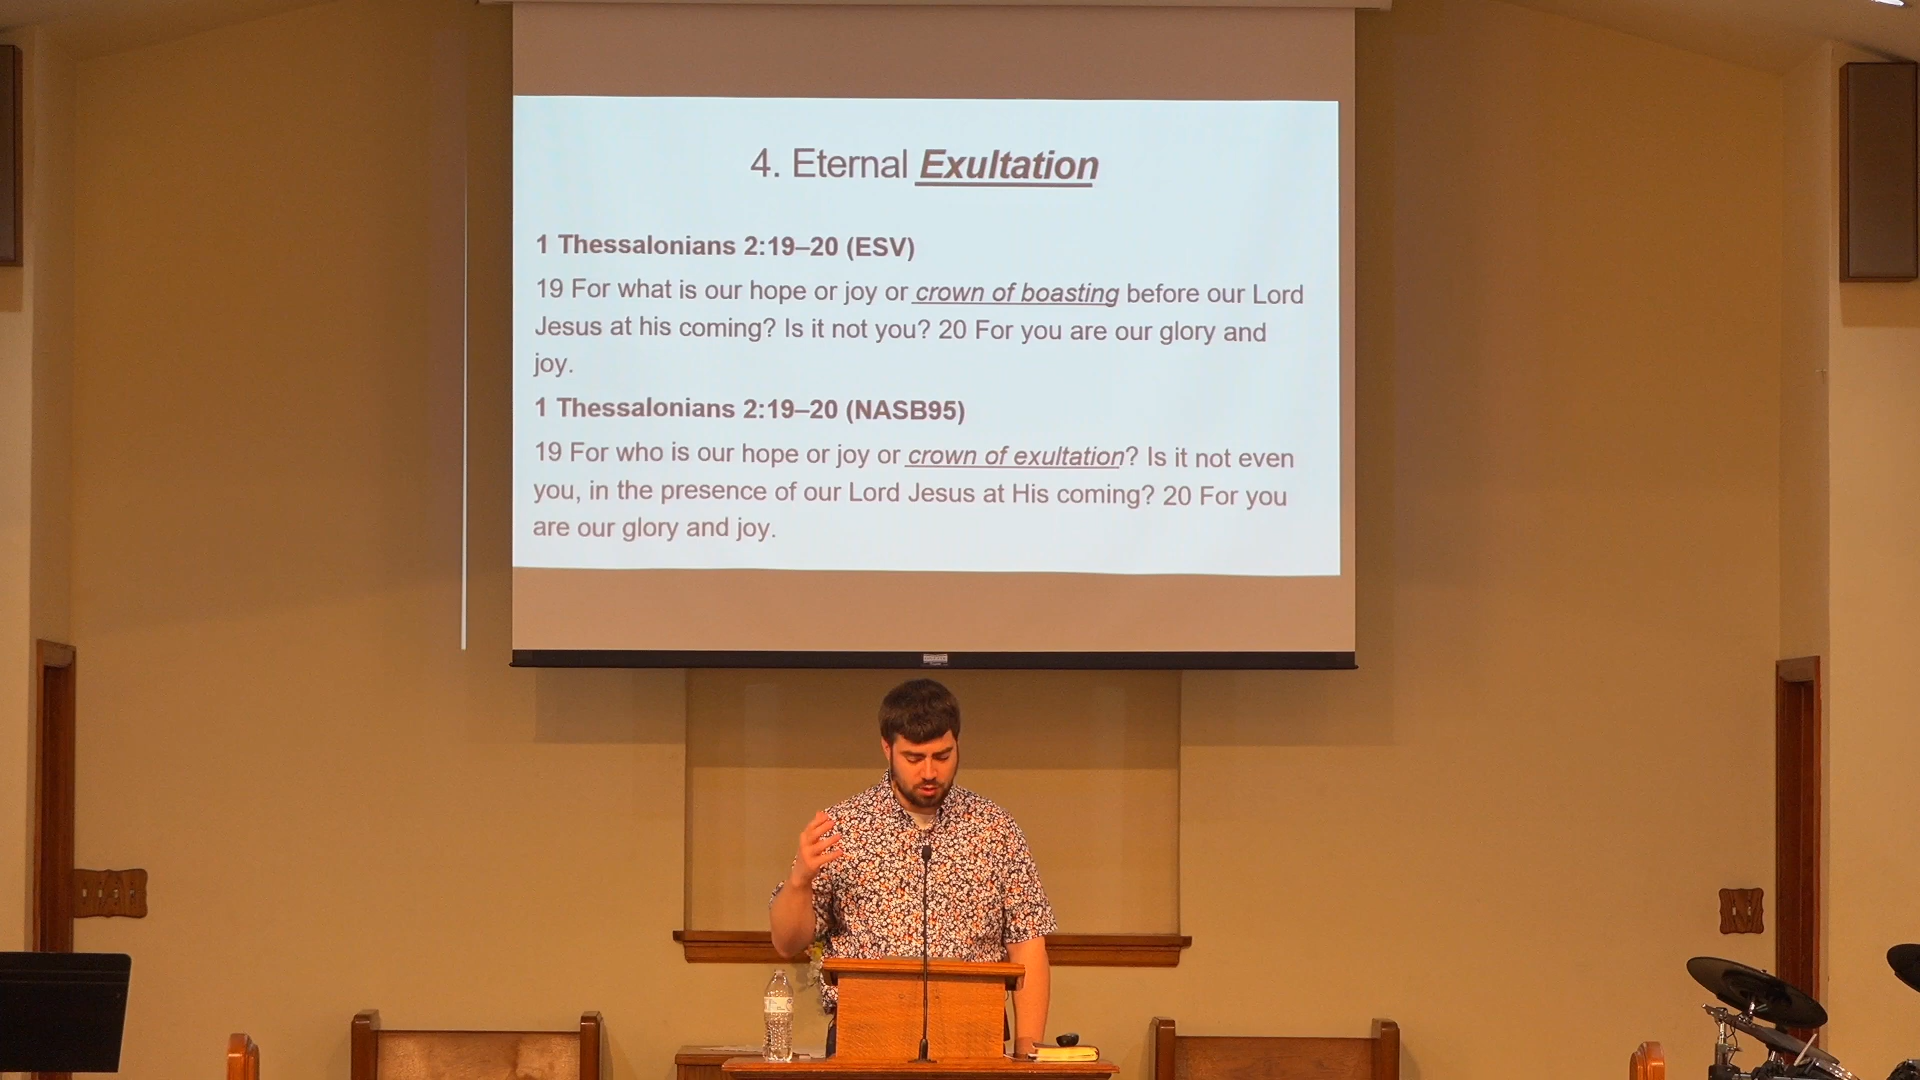 4. Eternal Exultation
1 Thessalonians 2:19–20 (ESV)
19 For what is our hope or joy or crown of boasting before our Lord
Jesus at his coming? Is it not you? 20 For you are our glory and
joy.
1 Thessalonians 2:19–20 (NASB95)
19 For who is our hope or joy or crown of exultation? Is it not even
you, in the presence of our Lord Jesus at His coming? 20 For you
are our glory and joy.